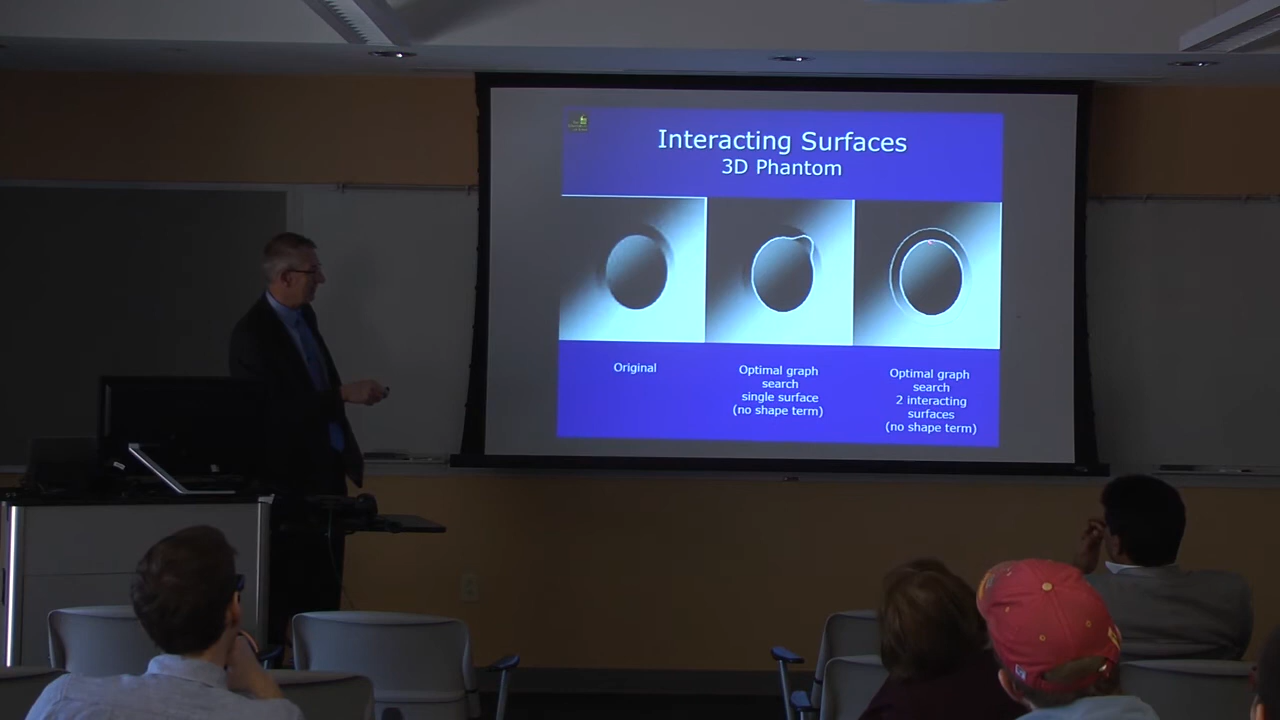 Interacting Surfaces
3D Phantom
Original
Optimal graph
search
single surface
(no shape term)
Optimal graph
search
2 interacting
surfaces
(no shape term)